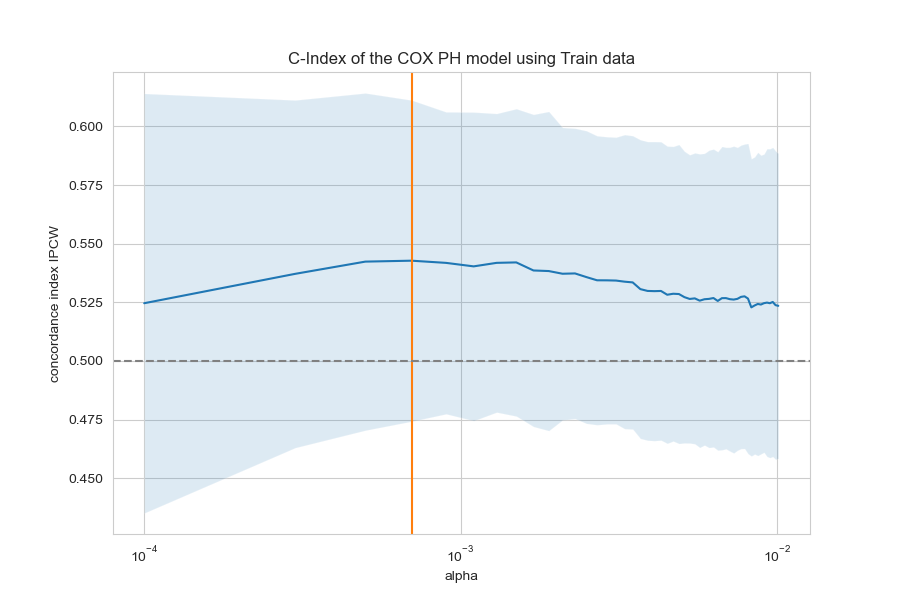 C-Index of the COX PH model using Train data
concordance index IPCW
0.600
0.575
0.550
0.525
0.500
0.475
0.450
10⁻⁴ 10⁻³ 10⁻²
alpha